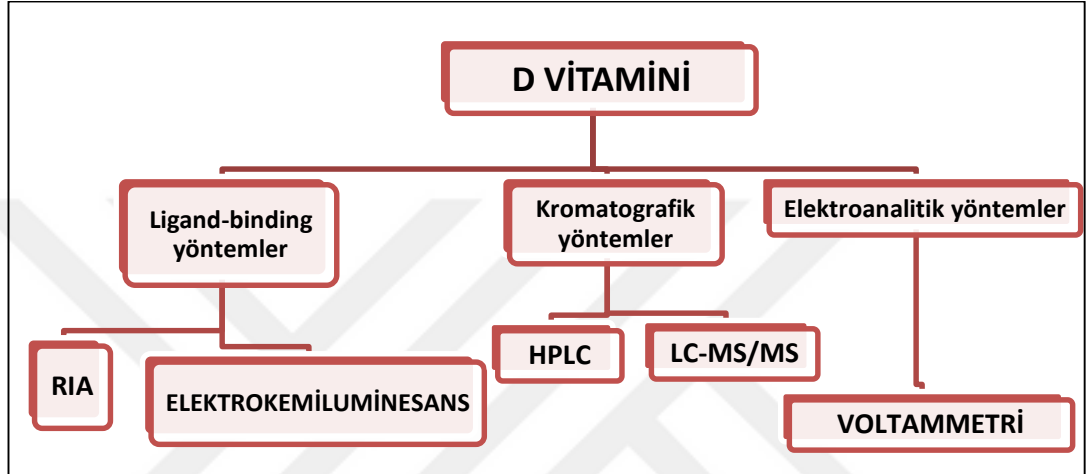 D VİTAMİNİ
Ligand-binding
yöntemler
Kromatografik
yöntemler
Elektroanalitik yöntemler
RIA
ELEKTROKEMİLUMİNESANS
HPLC
LC-MS/MS
VOLTAMMETRİ